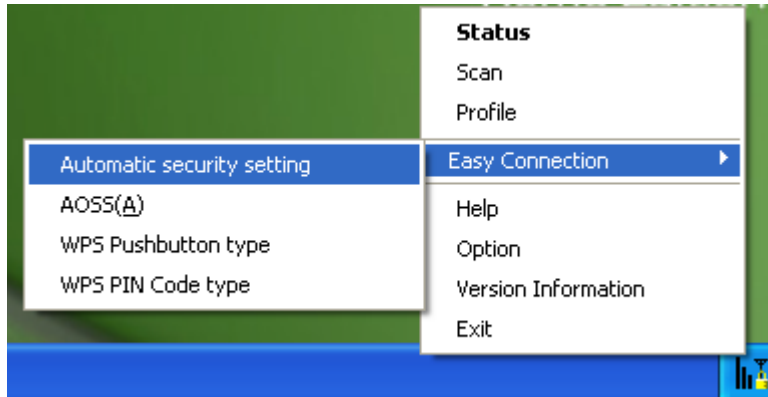 Status
Scan
Profile
Easy Connection
Automatic security setting
AOSS(A)
WPS Pushbutton type
WPS PIN Code type
Help
Option
Version Information
Exit